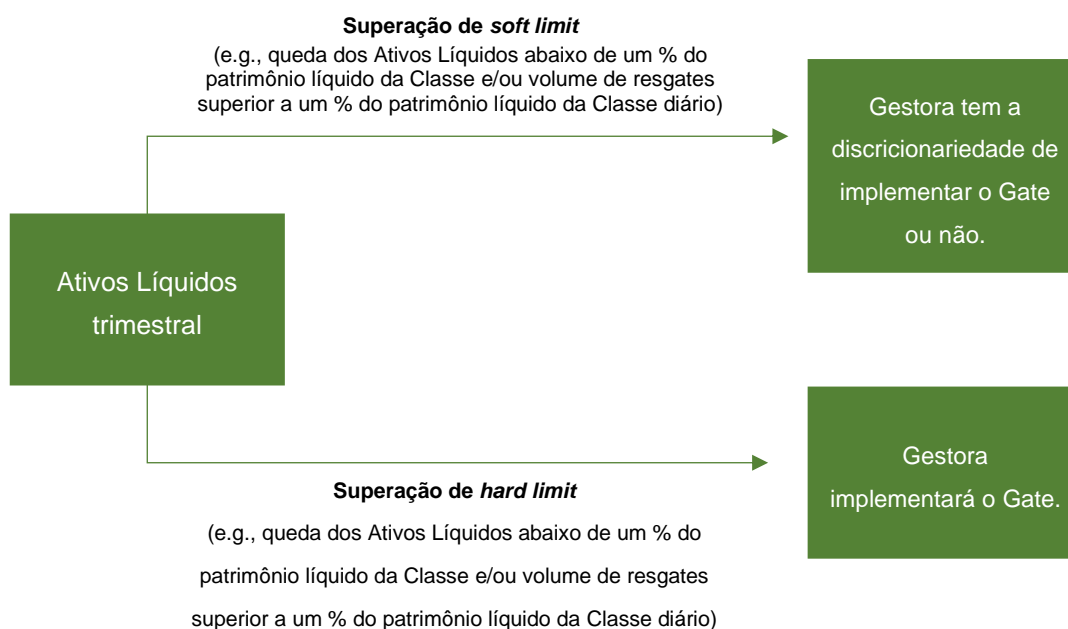 Superação de soft limit
(e.g., queda dos Ativos Líquidos abaixo de um % do
patrimônio líquido da Classe e/ou volume de resgates
superior a um % do patrimônio líquido da Classe diário)
Gestora tem a
discricionariedade de
implementar o Gate
ou não.
Ativos Líquidos
trimestral
Gestora
implementará o Gate.
Superação de hard limit
(e.g., queda dos Ativos Líquidos abaixo de um % do
patrimônio líquido da Classe e/ou volume de resgates
superior a um % do patrimônio líquido da Classe diário)